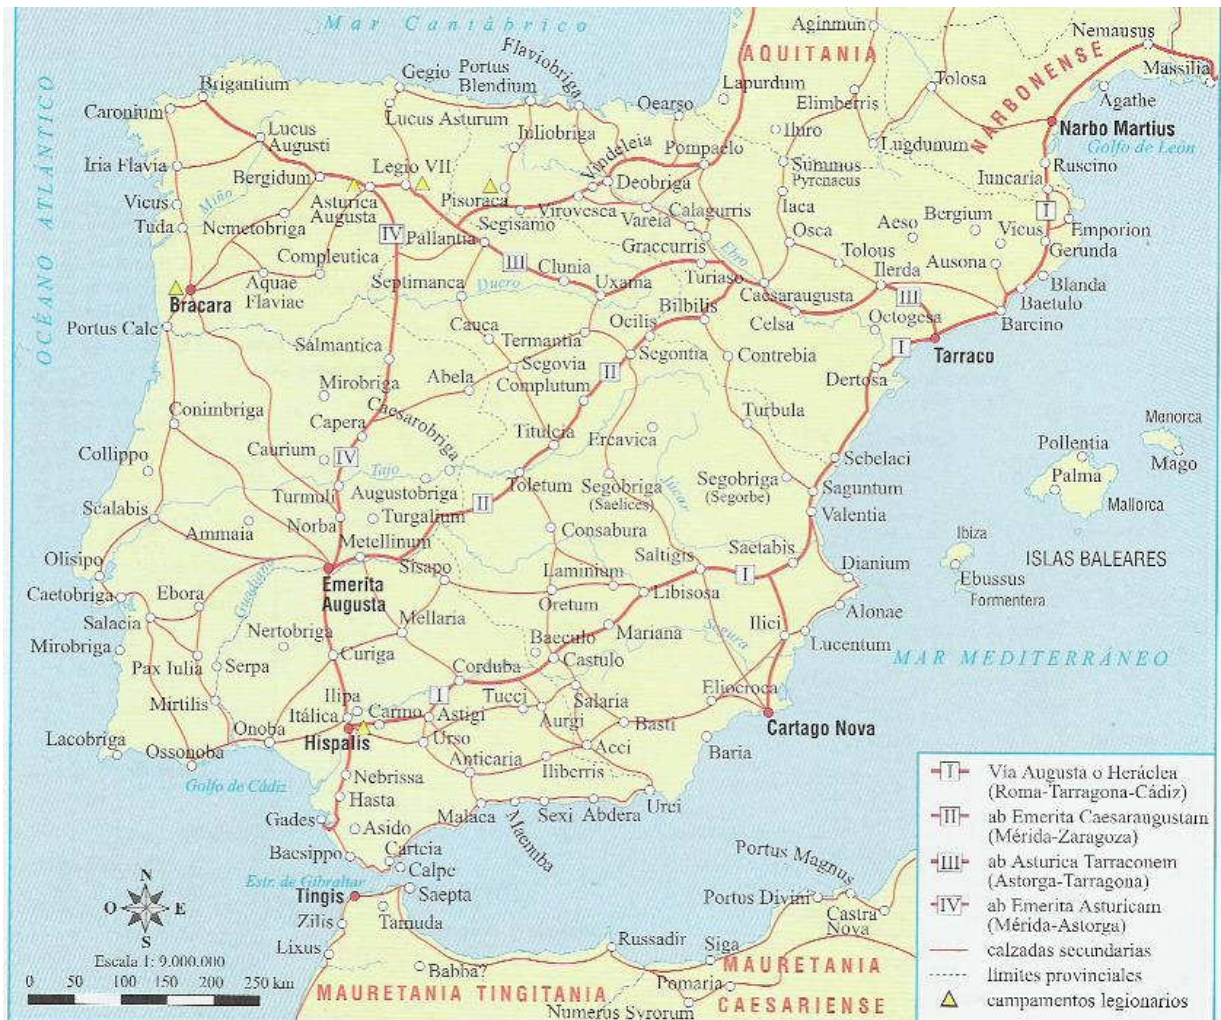 Mar Cantábrico
OCÉANO ATLÁNTICO
AQUITANIA
NARBONENSE
Aginmun
Nemausus
Massilia
Tolosa
Agathe
Narbo Martius
Golfo de León
Lapurdum
Elimberris
Lugdunum
Iluro
Ruscino
Iuncaria
I
Emporion
Gerunda
Brigantium
Caronium
Gegio
Portus
Blendium
Flaviobriga
Oearso
Lucus
Augusti
Lucus Asturum
Iuliobriga
Vindeleia
Pompaelo
Summus
Pyrenaeus
Iria Flavia
Bergidum
Legio VII
Pisoraca
Deobriga
Iaca
Aeso
Bergium
Vicus
Vicus
Miño
Asturica
Augusta
Virovesca
Vareia
Calagurris
Osca
Tuda
Nemetobriga
IV
Pallantia
Segisamo
Graccurris
Ebro
Tolous
Ausona
Compleutica
III
Clunia
Turiaso
Ilerda
Blanda
Bracara
Aquae
Flaviae
Septimanca
Duero
Uxama
Bilbilis
Caesaraugusta
III
Baetulo
Portus Cale
Cauca
Ocilis
Celsa
Octogesa
Barcino
Termantia
Salmantica
Segovia
Segontia
Contrebia
I
Tarraco
II
Dertosa
Mirobriga
Abela
Complutum
Conimbriga
Capera
Caesarobriga
Titulcia
Ercavica
Turbula
Menorca
Collippo
Caurium
IV
Tajo
Sebelaci
Pollentia
Mago
Palma
Turmuli
Augustobriga
Toletum
Segobriga
(Saelices)
Júcar
Segobriga
(Segorbe)
Saguntum
Mallorca
Scalabis
Ammaia
Norba
Turgalium
II
Consabura
Valentia
Metellinum
Saltigis
Saetabis
Ibiza
ISLAS BALEARES
Olisipo
Emerita
Augusta
Sisapo
Laminium
I
Dianium
Ebussus
Formentera
Caetobriga
Ebora
Guadiana
Oretum
Libisosa
Salacia
Mellaria
Alonae
Nertobriga
Baeculo
Mariana
Segura
Ilici
Mirobriga
Pax Iulia
Serpa
Curiga
Castulo
Lucentum
MAR MEDITERRÁNEO
Corduba
Mirtilis
Ilipa
I
Tucci
Salaria
Eliocroca
Itálica
Carmo
Astigi
Aurgi
Basti
Cartago Nova
Lacobriga
Onoba
Hispalis
Urso
Acci
Baria
Ossonoba
Anticaria
Iliberris
Golfo de Cádiz
Nebrissa
Hasta
Urci
Gades
Asido
Malaca
Maenuba
Sexi
Abdera
Baesippo
Carteia
Calpe
Estr. de Gibraltar
Saepta
Tingis
Tamuda
Zilis
Lixus
Babba?
Russadir
Portus Magnus
Portus Divini
Castra
Nova
Siga
MAURETANIA
CAESARIENSE
Pomaria
Numerus Syrorum
MAURETANIA TINGITANIA
N
O E
S
Escala 1: 9.000.000
0 50 100 150 200 250 km
I Vía Augusta o Heráclea
(Roma-Tarragona-Cádiz)
II ab Emerita Caesaraugustam
(Mérida-Zaragoza)
III ab Asturica Tarraconem
(Astorga-Tarragona)
IV ab Emerita Asturicam
(Mérida-Astorga)
calzadas secundarias
límites provinciales
campamentos legionarios